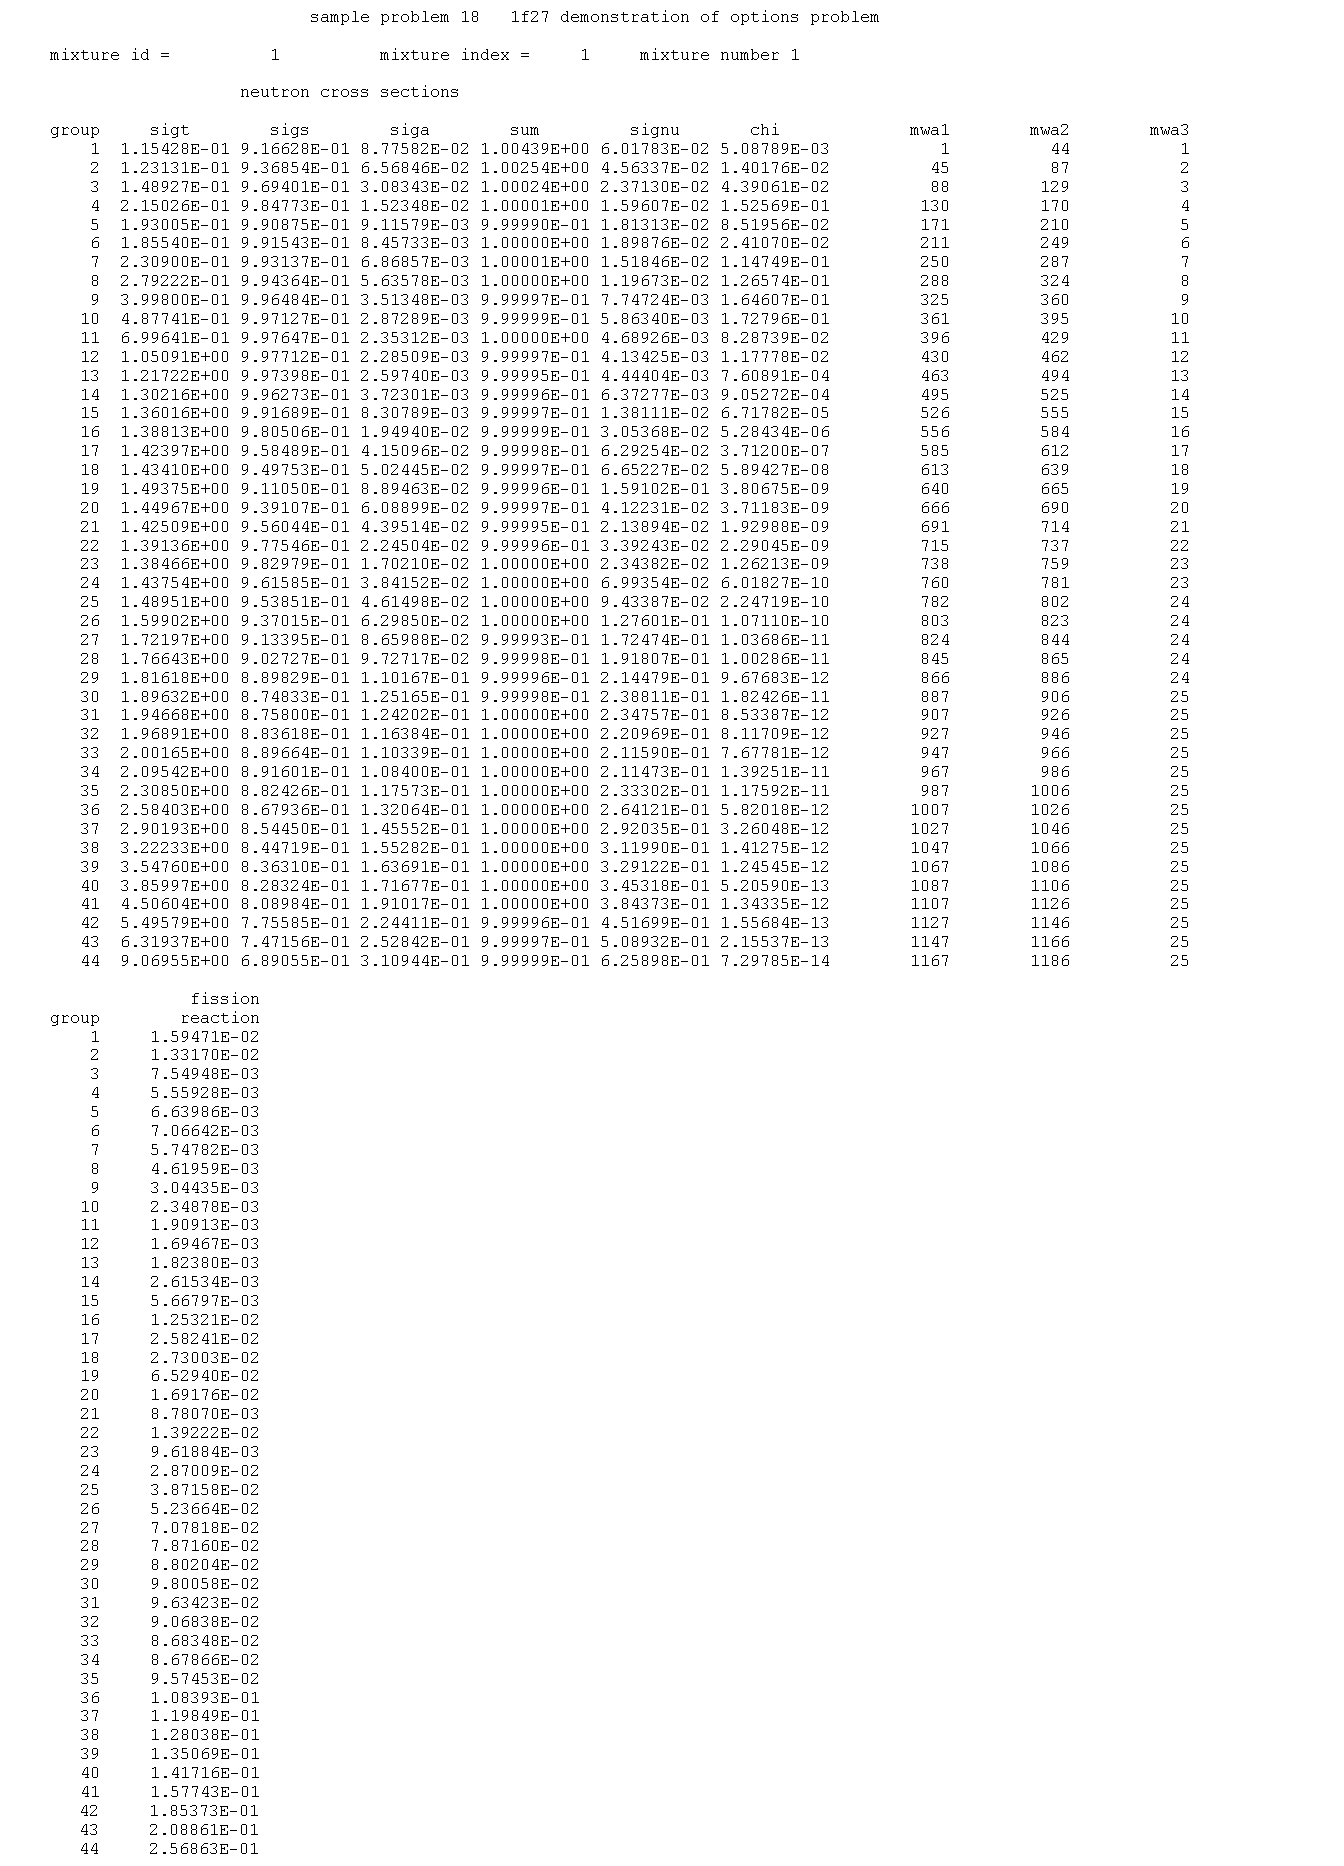 sample problem 18   1f27 demonstration of options problem
mixture id =          1          mixture index =     1     mixture number 1
neutron cross sections
group     sigt        sigs        siga        sum         signu       chi             mwa1        mwa2        mwa3
1  1.15428E-01 9.16628E-01 8.77582E-02 1.00439E+00 6.01783E-02 5.08789E-03           1          44           1
2  1.23131E-01 9.36854E-01 6.56846E-02 1.00254E+00 4.56337E-02 1.40176E-02          45          87           2
3  1.48927E-01 9.69401E-01 3.08343E-02 1.00024E+00 2.37130E-02 4.39061E-02          88         129           3
4  2.15026E-01 9.84773E-01 1.52348E-02 1.00001E+00 1.59607E-02 1.52569E-01         130         170           4
5  1.93005E-01 9.90875E-01 9.11579E-03 9.99990E-01 1.81313E-02 8.51956E-02         171         210           5
6  1.85540E-01 9.91543E-01 8.45733E-03 1.00000E+00 1.89876E-02 2.41070E-02         211         249           6
7  2.30900E-01 9.93137E-01 6.86857E-03 1.00001E+00 1.51846E-02 1.14749E-01         250         287           7
8  2.79222E-01 9.94364E-01 5.63578E-03 1.00000E+00 1.19673E-02 1.26574E-01         288         324           8
9  3.99800E-01 9.96484E-01 3.51348E-03 9.99997E-01 7.74724E-03 1.64607E-01         325         360           9
10  4.87741E-01 9.97127E-01 2.87289E-03 9.99999E-01 5.86340E-03 1.72796E-01         361         395          10
11  6.99641E-01 9.97647E-01 2.35312E-03 1.00000E+00 4.68926E-03 8.28739E-02         396         429          11
12  1.05091E+00 9.97712E-01 2.28509E-03 9.99997E-01 4.13425E-03 1.17778E-02         430         462          12
13  1.21722E+00 9.97398E-01 2.59740E-03 9.99995E-01 4.44404E-03 7.60891E-04         463         494          13
14  1.30216E+00 9.96273E-01 3.72301E-03 9.99996E-01 6.37277E-03 9.05272E-04         495         525          14
15  1.36016E+00 9.91689E-01 8.30789E-03 9.99997E-01 1.38111E-02 6.71782E-05         526         555          15
16  1.38813E+00 9.80506E-01 1.94940E-02 9.99999E-01 3.05368E-02 5.28434E-06         556         584          16
17  1.42397E+00 9.58489E-01 4.15096E-02 9.99998E-01 6.29254E-02 3.71200E-07         585         612          17
18  1.43410E+00 9.49753E-01 5.02445E-02 9.99997E-01 6.65227E-02 5.89427E-08         613         639          18
19  1.49375E+00 9.11050E-01 8.89463E-02 9.99996E-01 1.59102E-01 3.80675E-09         640         665          19
20  1.44967E+00 9.39107E-01 6.08899E-02 9.99997E-01 4.12231E-02 3.71183E-09         666         690          20
21  1.42509E+00 9.56044E-01 4.39514E-02 9.99995E-01 2.13894E-02 1.92988E-09         691         714          21
22  1.39136E+00 9.77546E-01 2.24504E-02 9.99996E-01 3.39243E-02 2.29045E-09         715         737          22
23  1.38466E+00 9.82979E-01 1.70210E-02 1.00000E+00 2.34382E-02 1.26213E-09         738         759          23
24  1.43754E+00 9.61585E-01 3.84152E-02 1.00000E+00 6.99354E-02 6.01827E-10         760         781          23
25  1.48951E+00 9.53851E-01 4.61498E-02 1.00000E+00 9.43387E-02 2.24719E-10         782         802          24
26  1.59902E+00 9.37015E-01 6.29850E-02 1.00000E+00 1.27601E-01 1.07110E-10         803         823          24
27  1.72197E+00 9.13395E-01 8.65988E-02 9.99993E-01 1.72474E-01 1.03686E-11         824         844          24
28  1.76643E+00 9.02727E-01 9.72717E-02 9.99998E-01 1.91807E-01 1.00286E-11         845         865          24
29  1.81618E+00 8.89829E-01 1.10167E-01 9.99996E-01 2.14479E-01 9.67683E-12         866         886          24
30  1.89632E+00 8.74833E-01 1.25165E-01 9.99998E-01 2.38811E-01 1.82426E-11         887         906          25
31  1.94668E+00 8.75800E-01 1.24202E-01 1.00000E+00 2.34757E-01 8.53387E-12         907         926          25
32  1.96891E+00 8.83618E-01 1.16384E-01 1.00000E+00 2.20969E-01 8.11709E-12         927         946          25
33  2.00165E+00 8.89664E-01 1.10339E-01 1.00000E+00 2.11590E-01 7.67781E-12         947         966          25
34  2.09542E+00 8.91601E-01 1.08400E-01 1.00000E+00 2.11473E-01 1.39251E-11         967         986          25
35  2.30850E+00 8.82426E-01 1.17573E-01 1.00000E+00 2.33302E-01 1.17592E-11         987        1006          25
36  2.58403E+00 8.67936E-01 1.32064E-01 1.00000E+00 2.64121E-01 5.82018E-12        1007        1026          25
37  2.90193E+00 8.54450E-01 1.45552E-01 1.00000E+00 2.92035E-01 3.26048E-12        1027        1046          25
38  3.22233E+00 8.44719E-01 1.55282E-01 1.00000E+00 3.11990E-01 1.41275E-12        1047        1066          25
39  3.54760E+00 8.36310E-01 1.63691E-01 1.00000E+00 3.29122E-01 1.24545E-12        1067        1086          25
40  3.85997E+00 8.28324E-01 1.71677E-01 1.00000E+00 3.45318E-01 5.20590E-13        1087        1106          25
41  4.50604E+00 8.08984E-01 1.91017E-01 1.00000E+00 3.84373E-01 1.34335E-12        1107        1126          25
42  5.49579E+00 7.75585E-01 2.24411E-01 9.99996E-01 4.51699E-01 1.55684E-13        1127        1146          25
43  6.31937E+00 7.47156E-01 2.52842E-01 9.99997E-01 5.08932E-01 2.15537E-13        1147        1166          25
44  9.06955E+00 6.89055E-01 3.10944E-01 9.99999E-01 6.25898E-01 7.29785E-14        1167        1186          25
fission
group        reaction
1     1.59471E-02
2     1.33170E-02
3     7.54948E-03
4     5.55928E-03
5     6.63986E-03
6     7.06642E-03
7     5.74782E-03
8     4.61959E-03
9     3.04435E-03
10     2.34878E-03
11     1.90913E-03
12     1.69467E-03
13     1.82380E-03
14     2.61534E-03
15     5.66797E-03
16     1.25321E-02
17     2.58241E-02
18     2.73003E-02
19     6.52940E-02
20     1.69176E-02
21     8.78070E-03
22     1.39222E-02
23     9.61884E-03
24     2.87009E-02
25     3.87158E-02
26     5.23664E-02
27     7.07818E-02
28     7.87160E-02
29     8.80204E-02
30     9.80058E-02
31     9.63423E-02
32     9.06838E-02
33     8.68348E-02
34     8.67866E-02
35     9.57453E-02
36     1.08393E-01
37     1.19849E-01
38     1.28038E-01
39     1.35069E-01
40     1.41716E-01
41     1.57743E-01
42     1.85373E-01
43     2.08861E-01
44     2.56863E-01